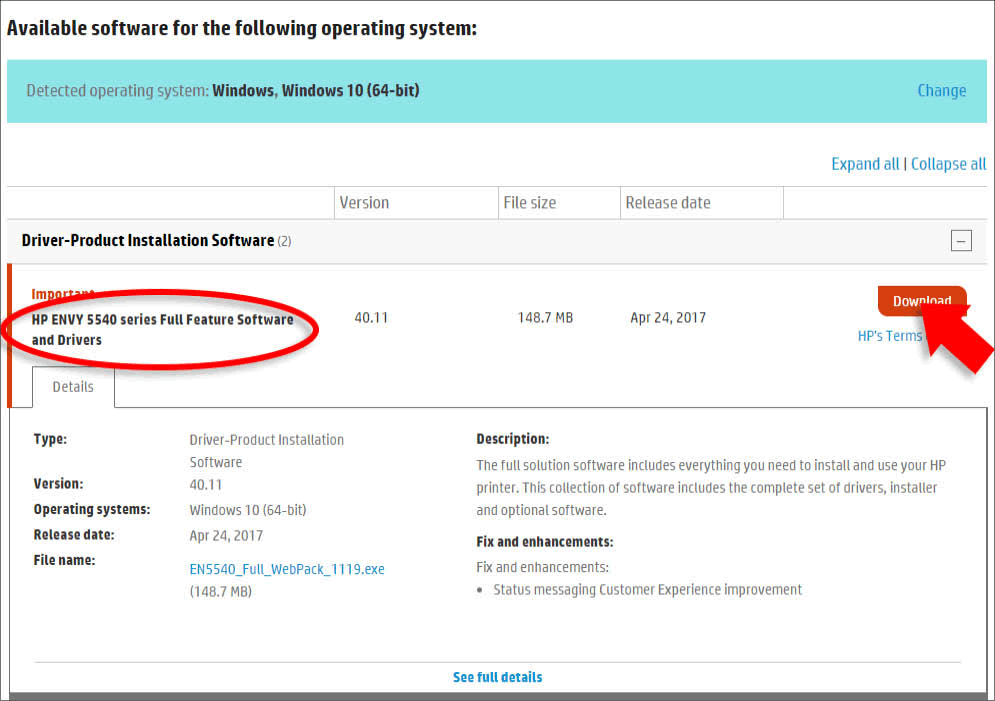 Available software for the following operating system:
Detected operating system: Windows, Windows 10 (64-bit)
Change
Expand all | Collapse all
Version
File size
Release date
Driver-Product Installation Software (2)
Important
HP ENVY 5540 series Full Feature Software
and Drivers
40.11
148.7 MB
Apr 24, 2017
Download
HP's Terms
Details
Type:
Driver-Product Installation
Software
Version:
40.11
Operating systems:
Windows 10 (64-bit)
Release date:
Apr 24, 2017
File name:
EN5540_Full_WebPack_1119.exe
(148.7 MB)
Description:
The full solution software includes everything you need to install and use your HP
printer. This collection of software includes the complete set of drivers, installer
and optional software.
Fix and enhancements:
Fix and enhancements:
• Status messaging Customer Experience improvement
See full details